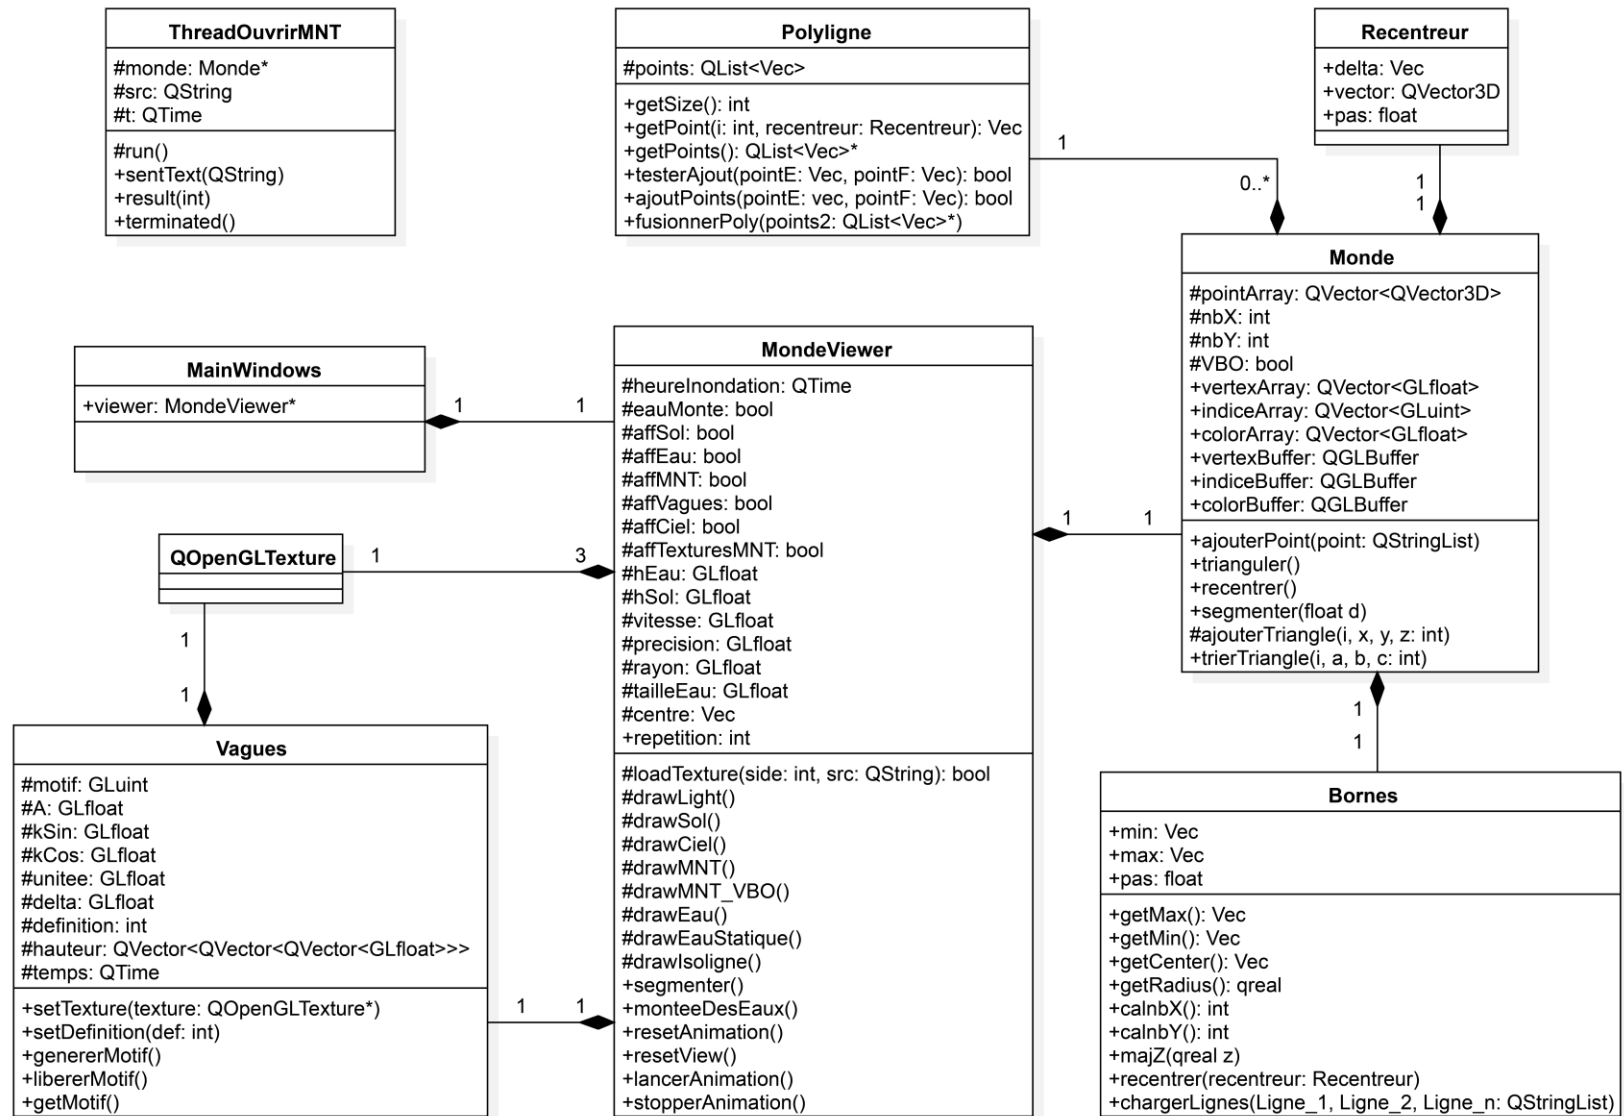 ThreadOuvrirMNT
#monde: Monde*
#src: QString
#t: QTime
#run()
+sentText(QString)
+result(int)
+terminated()
Polyligne
#points: QList<Vec>
+getSize(): int
+getPoint(i: int, recentreur: Recentreur): Vec
+getPoints(): QList<Vec>*
+testerAjout(pointE: Vec, pointF: Vec): bool
+ajoutPoints(pointE: vec, pointF: Vec): bool
+fusionnerPoly(points2: QList<Vec>*)
1
0..*
Recentreur
+delta: Vec
+vector: QVector3D
+pas: float
1
1
Monde
#pointArray: QVector<QVector3D>
#nbX: int
#nbY: int
#VBO: bool
+vertexArray: QVector<GLfloat>
+indiceArray: QVector<GLuint>
+colorArray: QVector<GLfloat>
+vertexBuffer: QGLBuffer
+indiceBuffer: QGLBuffer
+colorBuffer: QGLBuffer
+ajouterPoint(point: QStringList)
+trianguler()
+recentrer()
+segmenter(float d)
#ajouterTriangle(i, x, y, z: int)
+trierTriangle(i, a, b, c: int)
MainWindows
+viewer: MondeViewer*
1 1
MondeViewer
#heureInondation: QTime
#eauMonte: bool
#affSol: bool
#affEau: bool
#affMNT: bool
#affVagues: bool
#affCiel: bool
#affTexturesMNT: bool
#hEau: GLfloat
#hSol: GLfloat
#vitesse: GLfloat
#precision: GLfloat
#rayon: GLfloat
#tailleEau: GLfloat
#centre: Vec
+repetition: int
#loadTexture(side: int, src: QString): bool
#drawLight()
#drawSol()
#drawCiel()
#drawMNT()
#drawMNT_VBO()
#drawEau()
#drawEauStatique()
#drawIsoligne()
+segmenter()
+monteeDesEaux()
+resetAnimation()
+resetView()
+lancerAnimation()
+stopperAnimation()
1 1
QOpenGLTexture
1 3
1
1
Vagues
#motif: GLuint
#A: GLfloat
#kSin: GLfloat
#kCos: GLfloat
#unitee: GLfloat
#delta: GLfloat
#definition: int
#hauteur: QVector<QVector<QVector<GLfloat>>>
#temps: QTime
+setTexture(texture: QOpenGLTexture*)
+setDefinition(def: int)
+genererMotif()
+libererMotif()
+getMotif()
1 1
1
1
Bornes
+min: Vec
+max: Vec
+pas: float
+getMax(): Vec
+getMin(): Vec
+getCenter(): Vec
+getRadius(): qreal
+calnbX(): int
+calnbY(): int
+majZ(qreal z)
+recentrer(recentreur: Recentreur)
+chargerLignes(Ligne_1, Ligne_2, Ligne_n: QStringList)